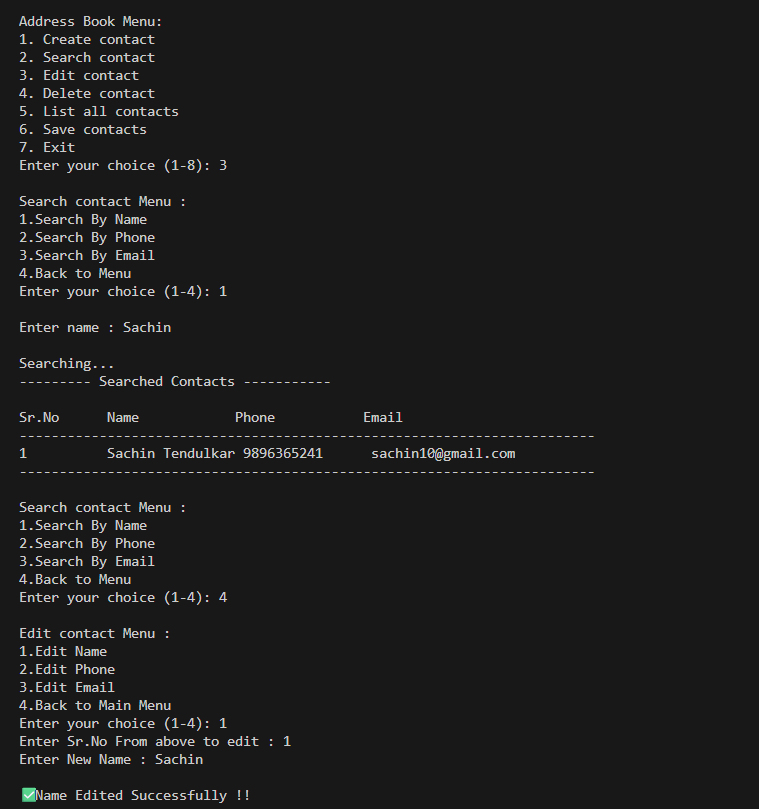 Address Book Menu:
1. Create contact
2. Search contact
3. Edit contact
4. Delete contact
5. List all contacts
6. Save contacts
7. Exit
Enter your choice (1-8): 3
Search contact Menu :
1.Search By Name
2.Search By Phone
3.Search By Email
4.Back to Menu
Enter your choice (1-4): 1
Enter name : Sachin
Searching...
--------- Searched Contacts -----------
Sr.No      Name            Phone           Email
------------------------------------------------------------------------
1          Sachin Tendulkar 9896365241      sachin10@gmail.com
------------------------------------------------------------------------
Search contact Menu :
1.Search By Name
2.Search By Phone
3.Search By Email
4.Back to Menu
Enter your choice (1-4): 4
Edit contact Menu :
1.Edit Name
2.Edit Phone
3.Edit Email
4.Back to Main Menu
Enter your choice (1-4): 1
Enter Sr.No From above to edit : 1
Enter New Name : Sachin
✅Name Edited Successfully !!